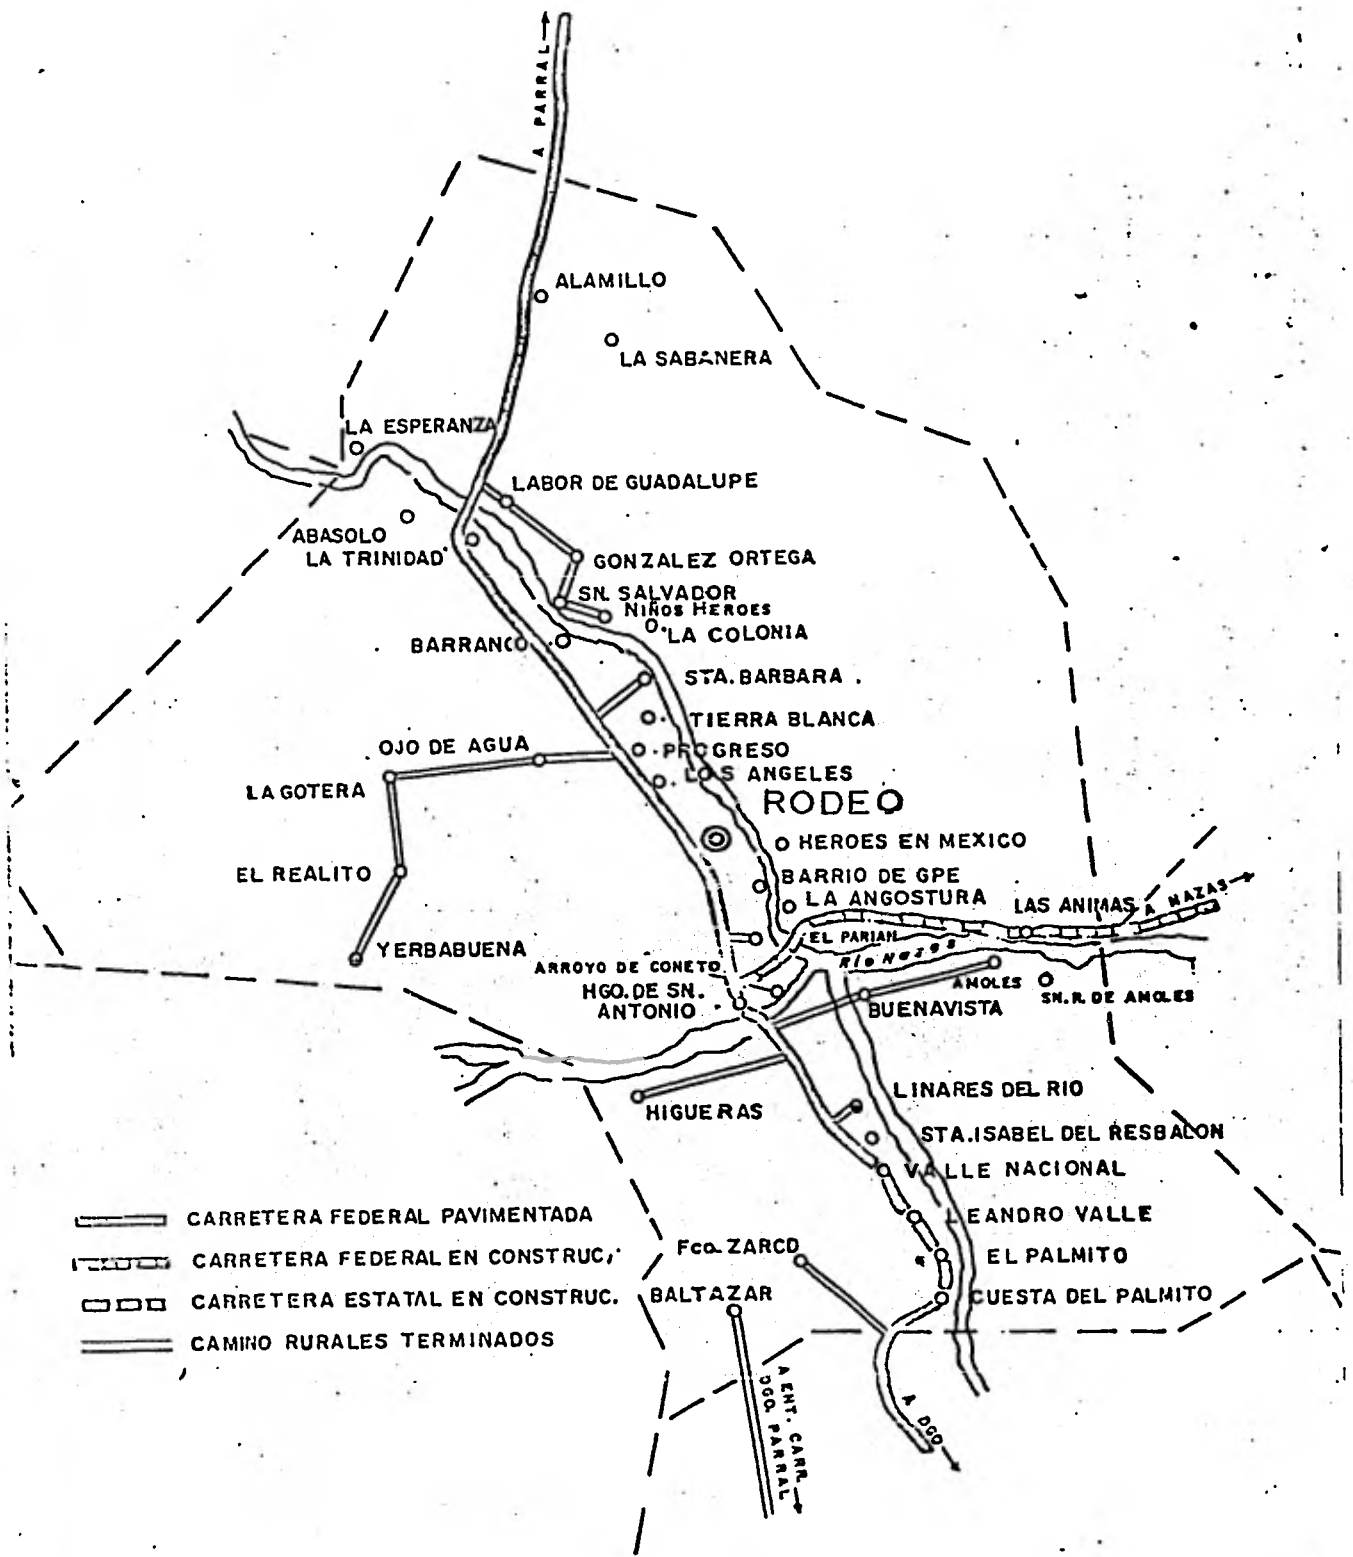 A PARRAL
ALAMILLO
LA SABANERA
LA ESPERANZA
LABOR DE GUADALUPE
ABASOLO
LA TRINIDAD
GONZALEZ ORTEGA
SN. SALVADOR
NIÑOS HEROES
LA COLONIA
BARRANCO
STA. BARBARA
TIERRA BLANCA
OJO DE AGUA
PROGRESO
LOS ANGELES
LA GOTERA
RODEO
HEROES EN MEXICO
EL REALITO
BARRIO DE GPE
LA ANGOSTURA
LAS ANIMAS
A NAZAS
EL PARIAN
YERBABUENA
Río Nazas
ARROYO DE CONETO
HGO. DE SN.
ANTONIO
AMOLES
SN. R. DE AMOLES
BUENAVISTA
HIGUERAS
LINARES DEL RIO
STA. ISABEL DEL RESBALON
VALLE NACIONAL
LEANDRO VALLE
EL PALMITO
CUESTA DEL PALMITO
Fco. ZARCO
BALTAZAR
A ENT. CARR.
DGO. PARRAL
A DGO
CARRETERA FEDERAL PAVIMENTADA
CARRETERA FEDERAL EN CONSTRUC.
CARRETERA ESTATAL EN CONSTRUC.
CAMINO RURALES TERMINADOS